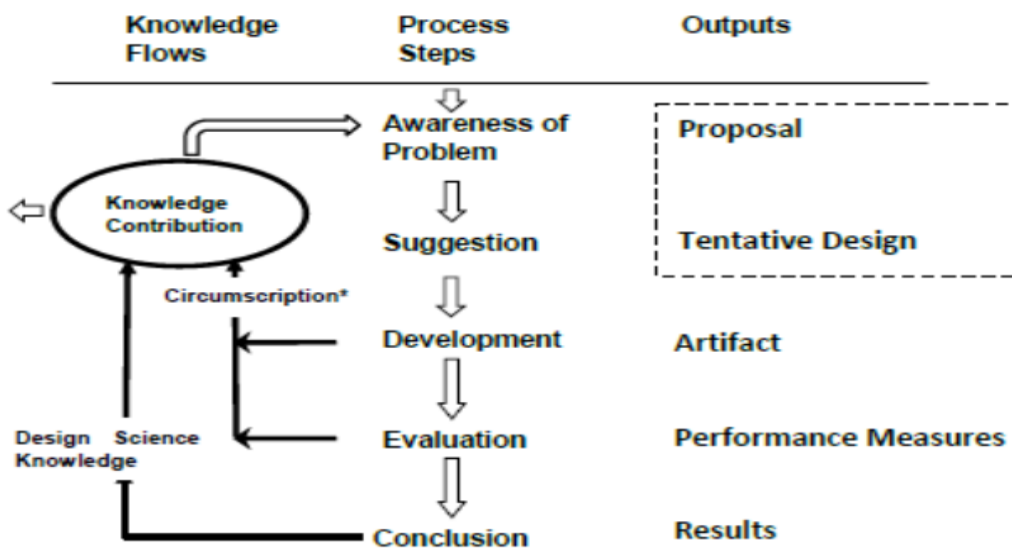 Knowledge Flows
Process Steps
Outputs
Awareness of Problem
Proposal
Knowledge Contribution
Suggestion
Tentative Design
Circumscription*
Development
Artifact
Design Science Knowledge
Evaluation
Performance Measures
Conclusion
Results